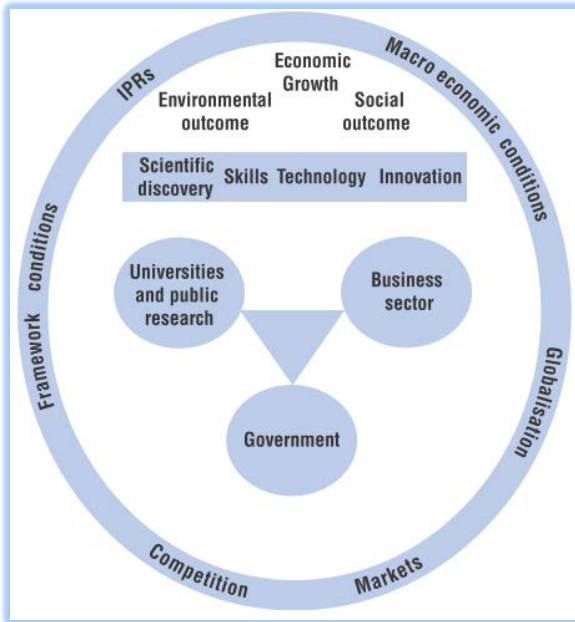 IPRs
Macro economic conditions
Economic
Growth
Environmental
outcome
Social
outcome
Scientific
discovery
Skills
Technology
Innovation
Framework conditions
Universities
and public
research
Business
sector
Globalisation
Government
Competition
Markets